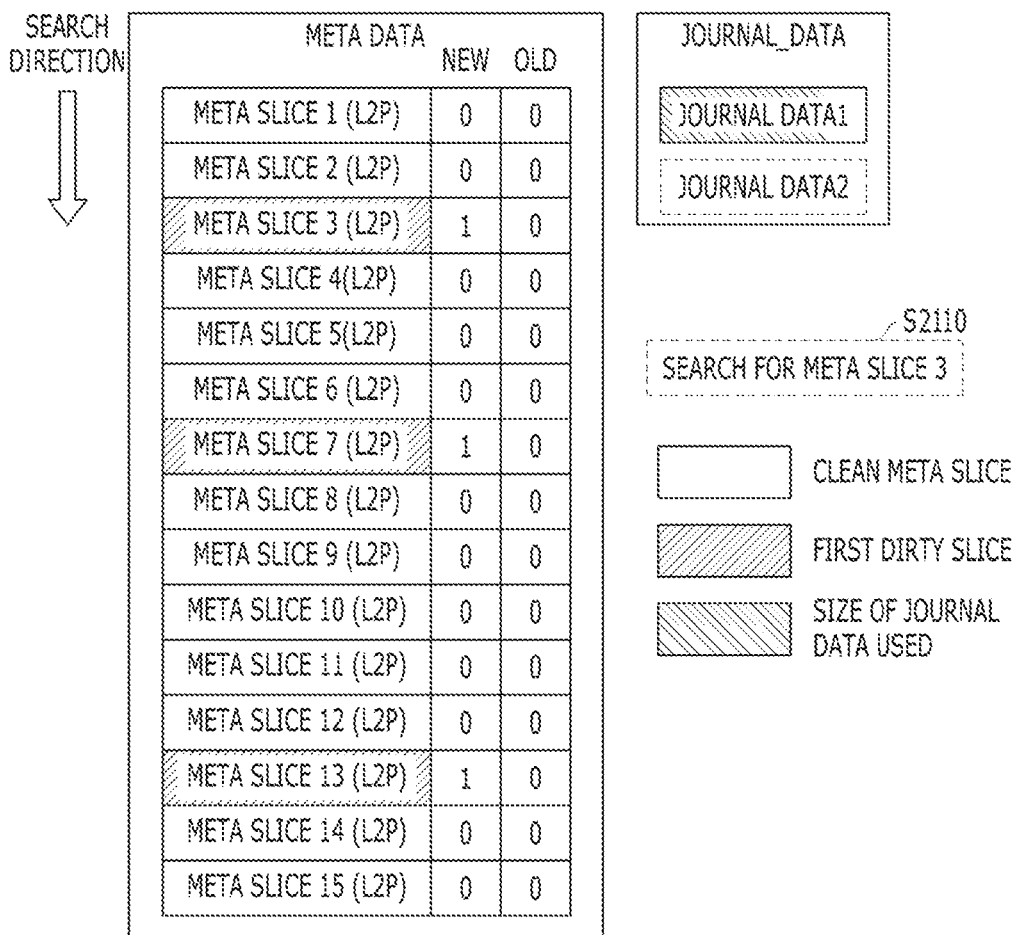 SEARCH
DIRECTION
META DATA
NEW OLD
META SLICE 1 (L2P) 0 0
META SLICE 2 (L2P) 0 0
META SLICE 3 (L2P) 1 0
META SLICE 4(L2P) 0 0
META SLICE 5(L2P) 0 0
META SLICE 6 (L2P) 0 0
META SLICE 7 (L2P) 1 0
META SLICE 8 (L2P) 0 0
META SLICE 9 (L2P) 0 0
META SLICE 10 (L2P) 0 0
META SLICE 11 (L2P) 0 0
META SLICE 12 (L2P) 0 0
META SLICE 13 (L2P) 1 0
META SLICE 14 (L2P) 0 0
META SLICE 15 (L2P) 0 0
JOURNAL_DATA
JOURNAL DATA1
JOURNAL DATA2
S2110
SEARCH FOR META SLICE 3
CLEAN META SLICE
FIRST DIRTY SLICE
SIZE OF JOURNAL
DATA USED